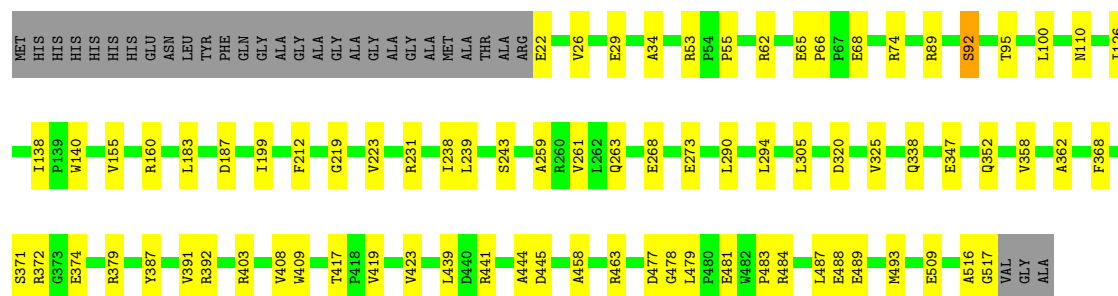 MET HIS HIS HIS HIS HIS HIS GLU ASN LEU TYR PHE GLN GLY ALA GLY ALA GLY ALA GLY ALA GLY ALA MET ALA THR ALA ARG E22 V26 E29 A34 R53 P54 P55 R62 E65 P66 P67 E68 R74 R89 S92 T95 L100 N110
I138 P139 W140 V155 R160 L183 D187 I199 F212 G219 V223 R231 I238 L239 S243 A259 R260 V261 L262 Q263 E268 E273 L290 L294 L305 D320 V325 Q338 E347 Q352 V358 A362 F368
S371 R372 G373 E374 R379 Y387 V391 R392 R403 V408 W409 T417 P418 V419 V423 L439 D440 R441 A444 D445 A458 R463 D477 G478 L479 P480 E481 W482 P483 R484 L487 E488 E489 M493 E509 A516 G517 VAL GLY ALA